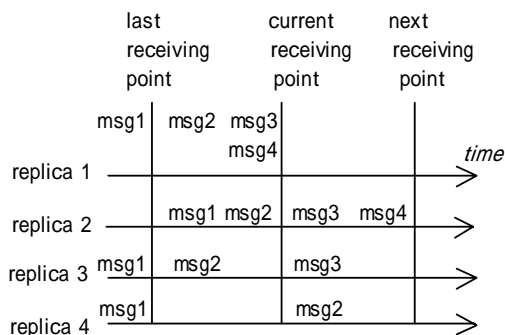 last current next
receiving receiving receiving
point point point
msg1 msg2 msg3
msg4
time
replica 1
msg1 msg2 msg3 msg4
replica 2
msg1 msg2 msg3
replica 3
msg1 msg2
replica 4